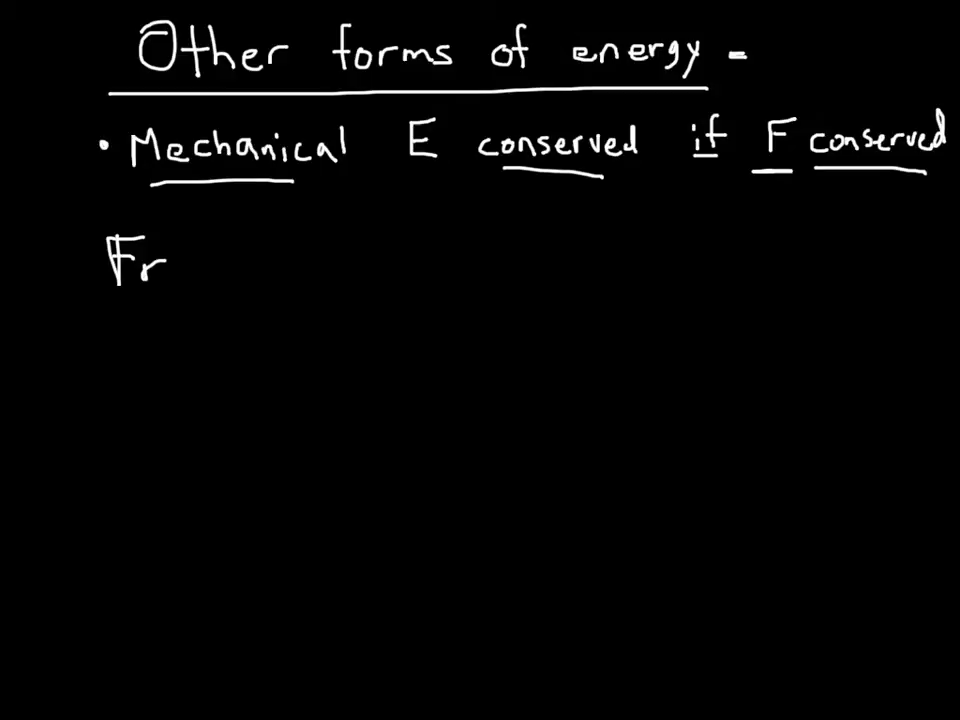 Other forms of energy -
• Mechanical E conserved if F conserved
Fr